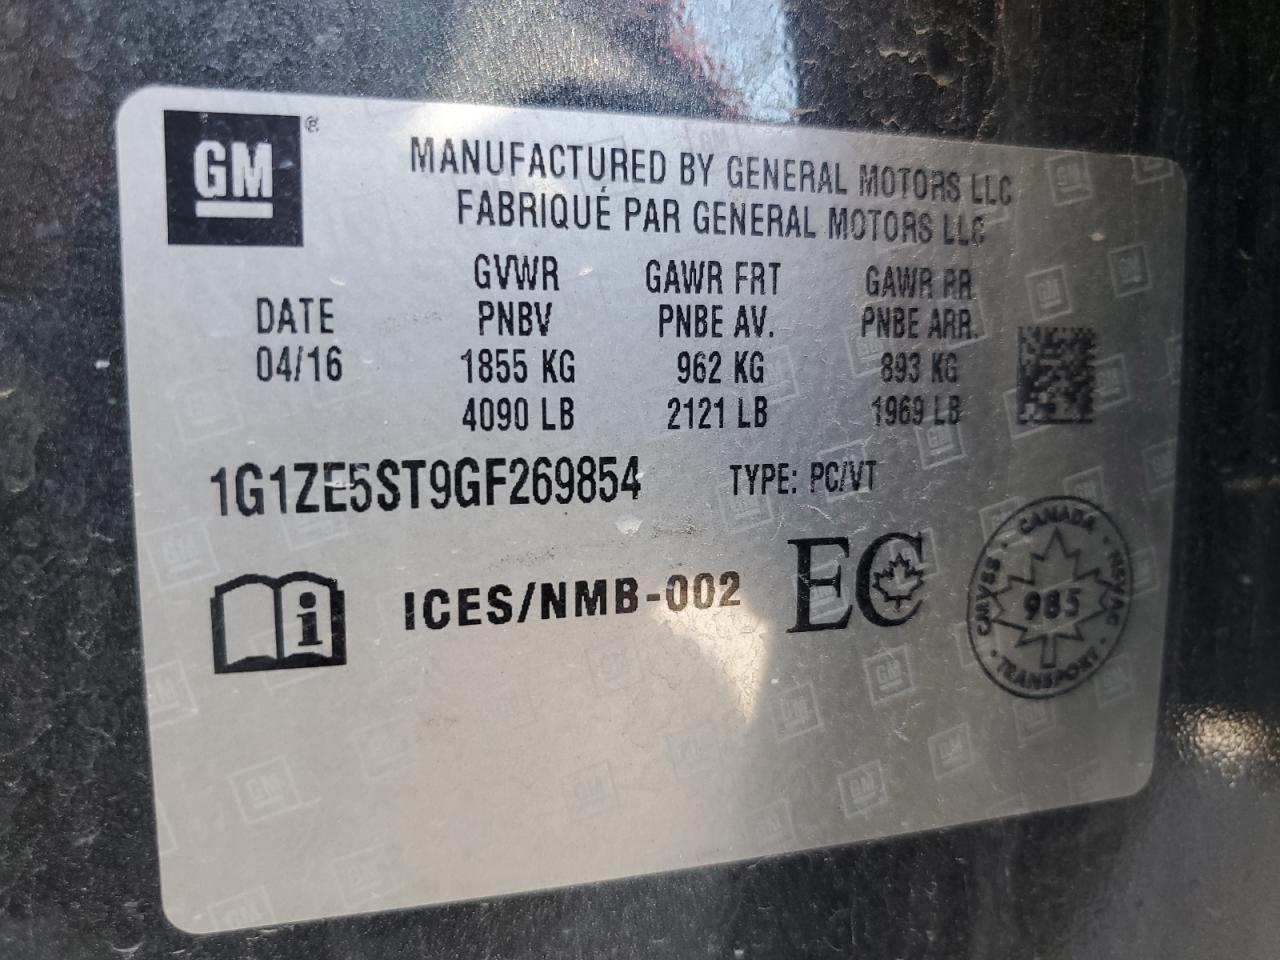 GM ®
MANUFACTURED BY GENERAL MOTORS LLC
FABRIQUÉ PAR GENERAL MOTORS LLC
GVWR GAWR FRT GAWR RR
DATE PNBV PNBE AV. PNBE ARR.
04/16 1855 KG 962 KG 893 KG
4090 LB 2121 LB 1969 LB
1G1ZE5ST9GF269854 TYPE: PC/VT
i ICES/NMB-002 EC
CANADA
985
TRANSPORT